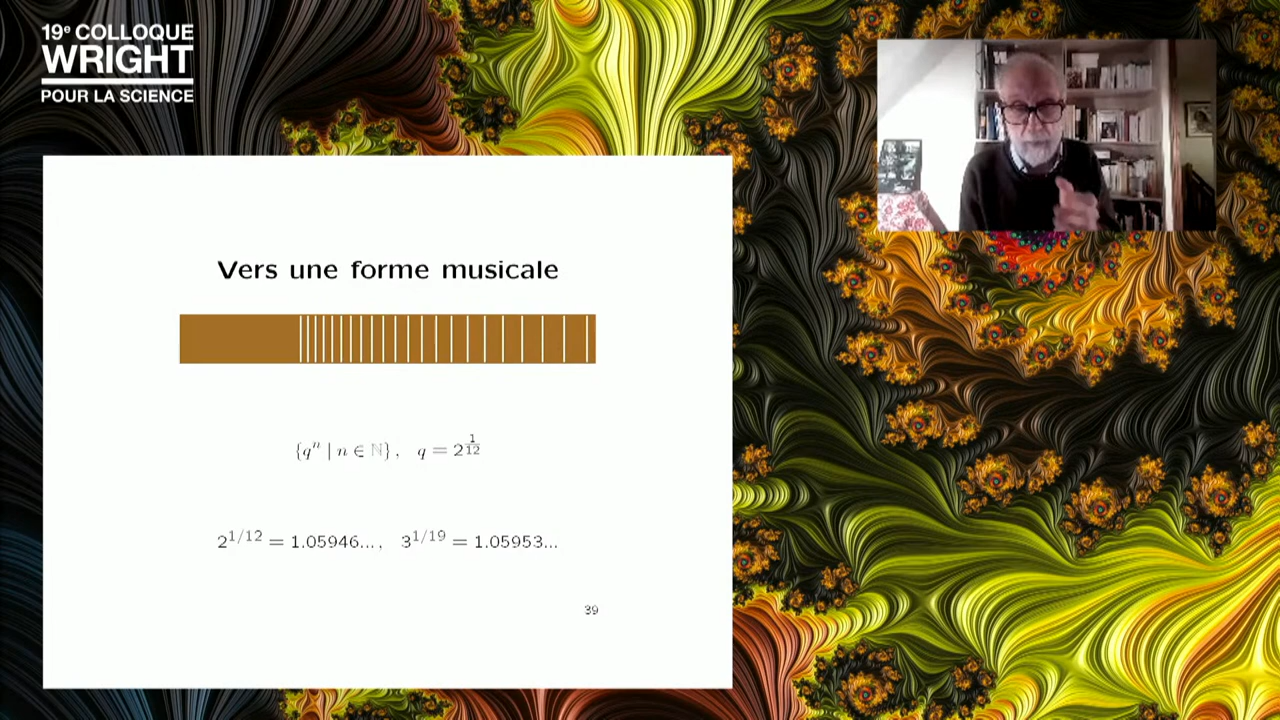 19e COLLOQUE
WRIGHT
POUR LA SCIENCE
Vers une forme musicale
{qⁿ | n ∈ ℕ}, q = 2^{1/12}
2^{1/12} = 1.05946..., 3^{1/19} = 1.05953...
39